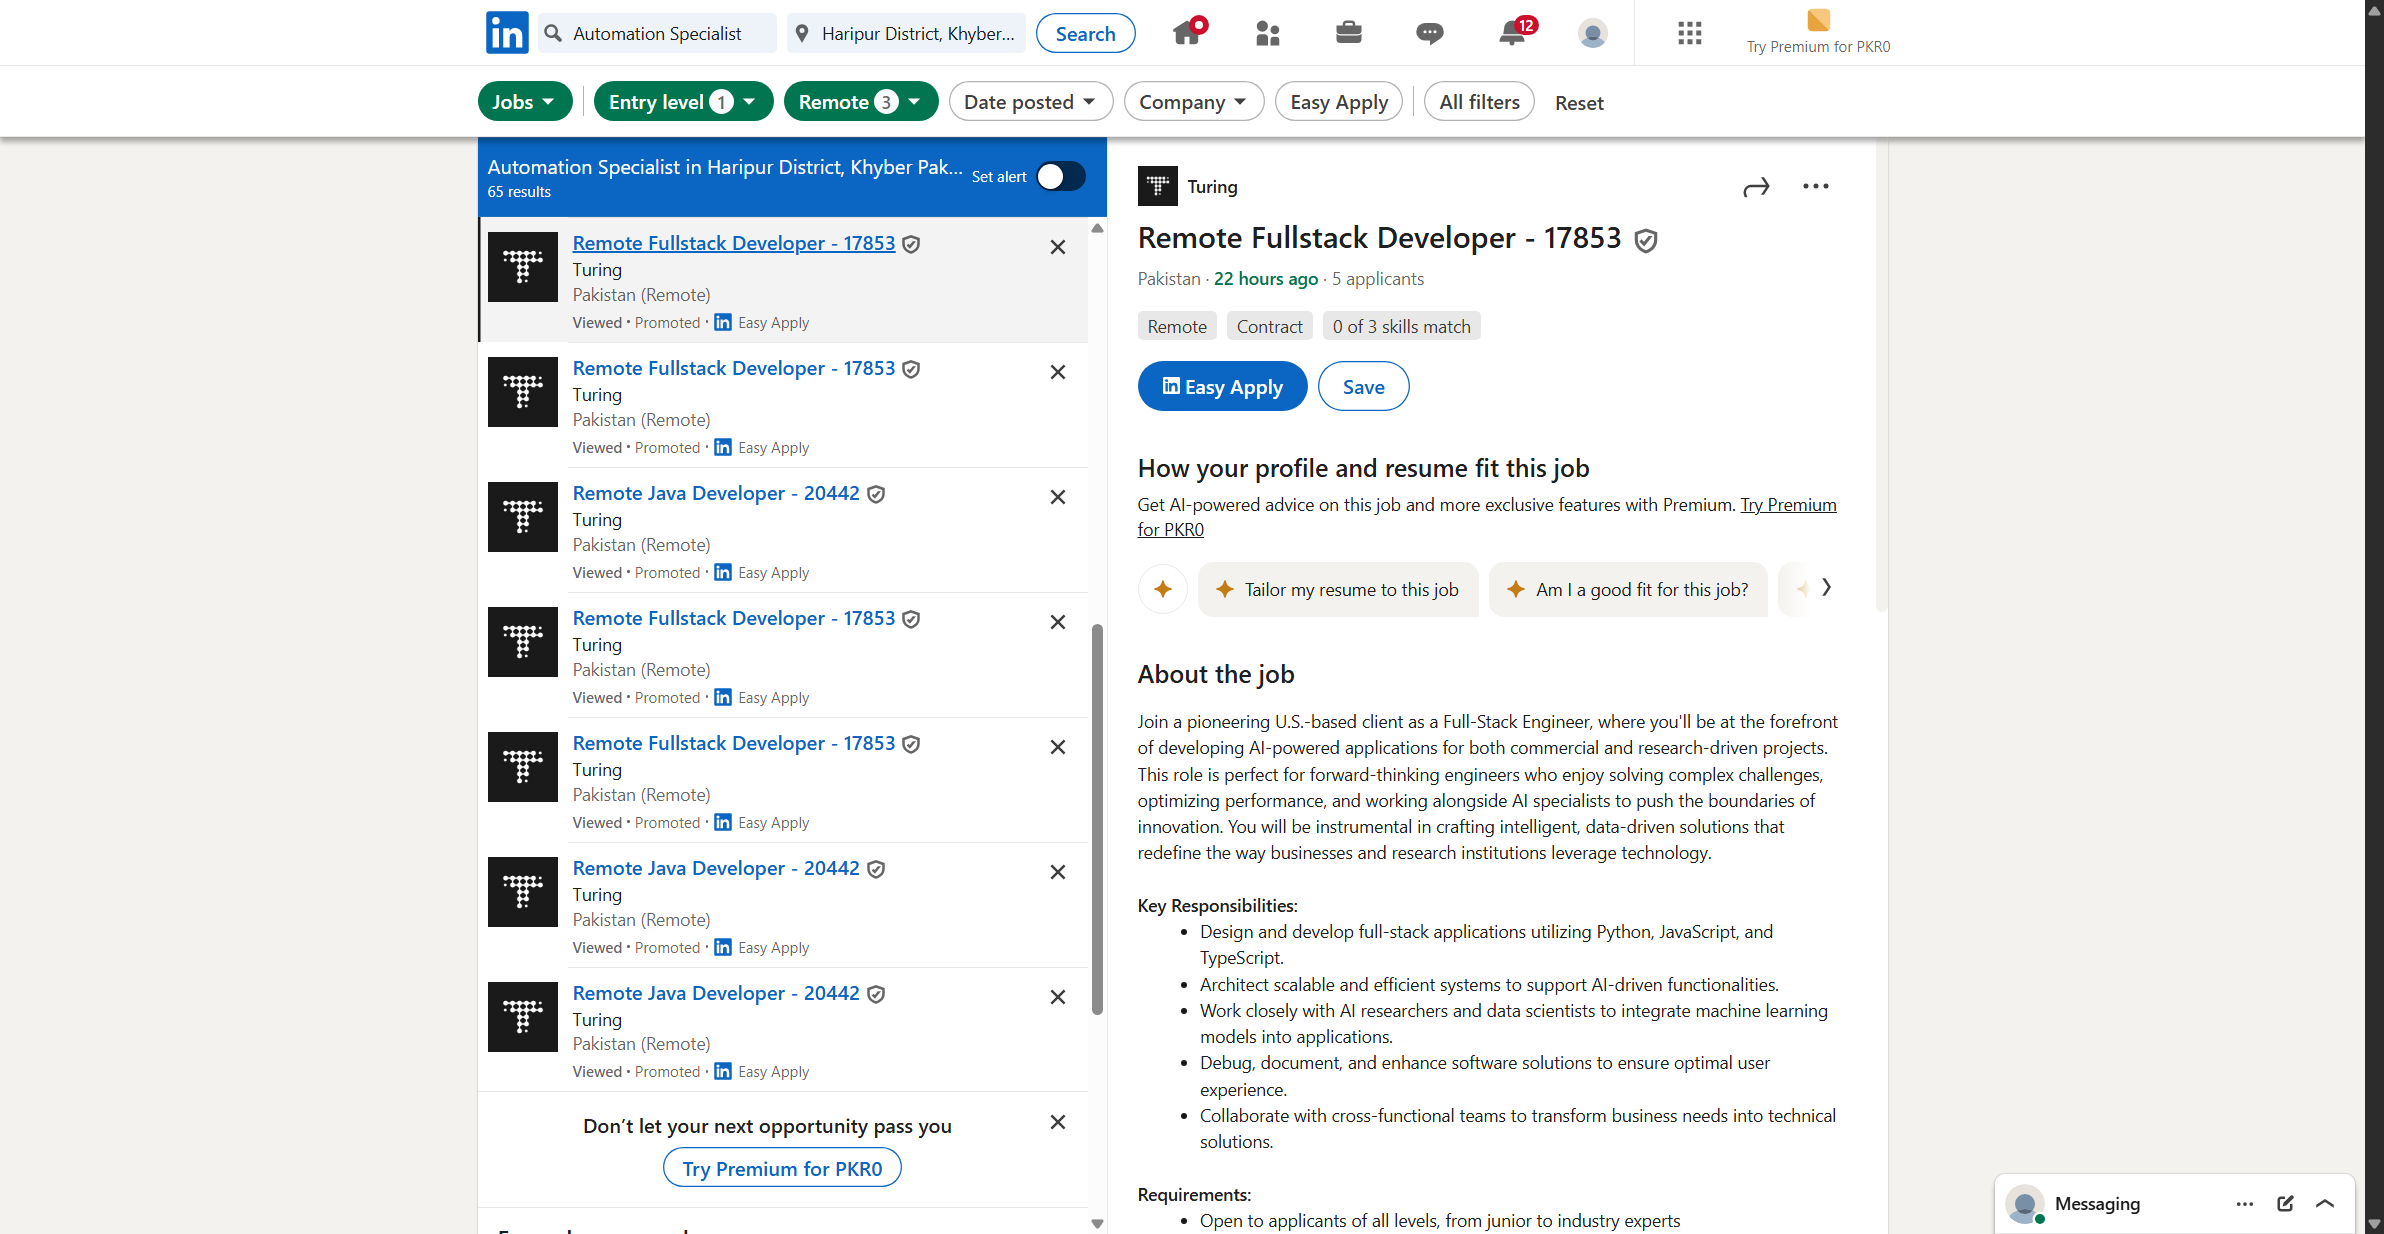 Automation Specialist
Haripur District, Khyber...
Search
12
Try Premium for PKR0
Jobs
Entry level 1
Remote 3
Date posted
Company
Easy Apply
All filters
Reset
Automation Specialist in Haripur District, Khyber Pak...
65 results
Set alert
Remote Fullstack Developer - 17853
Turing
Pakistan (Remote)
Viewed · Promoted · in Easy Apply
Remote Fullstack Developer - 17853
Turing
Pakistan (Remote)
Viewed · Promoted · in Easy Apply
Remote Java Developer - 20442
Turing
Pakistan (Remote)
Viewed · Promoted · in Easy Apply
Remote Fullstack Developer - 17853
Turing
Pakistan (Remote)
Viewed · Promoted · in Easy Apply
Remote Fullstack Developer - 17853
Turing
Pakistan (Remote)
Viewed · Promoted · in Easy Apply
Remote Java Developer - 20442
Turing
Pakistan (Remote)
Viewed · Promoted · in Easy Apply
Remote Java Developer - 20442
Turing
Pakistan (Remote)
Viewed · Promoted · in Easy Apply
Don’t let your next opportunity pass you
Try Premium for PKR0
Turing
Remote Fullstack Developer - 17853
Pakistan · 22 hours ago · 5 applicants
Remote
Contract
0 of 3 skills match
in Easy Apply
Save
How your profile and resume fit this job
Get AI-powered advice on this job and more exclusive features with Premium. Try Premium
for PKR0
Tailor my resume to this job
Am I a good fit for this job?
About the job
Join a pioneering U.S.-based client as a Full-Stack Engineer, where you'll be at the forefront
of developing AI-powered applications for both commercial and research-driven projects.
This role is perfect for forward-thinking engineers who enjoy solving complex challenges,
optimizing performance, and working alongside AI specialists to push the boundaries of
innovation. You will be instrumental in crafting intelligent, data-driven solutions that
redefine the way businesses and research institutions leverage technology.
Key Responsibilities:
• Design and develop full-stack applications utilizing Python, JavaScript, and
TypeScript.
• Architect scalable and efficient systems to support AI-driven functionalities.
• Work closely with AI researchers and data scientists to integrate machine learning
models into applications.
• Debug, document, and enhance software solutions to ensure optimal user
experience.
• Collaborate with cross-functional teams to transform business needs into technical
solutions.
Requirements:
• Open to applicants of all levels, from junior to industry experts
Messaging